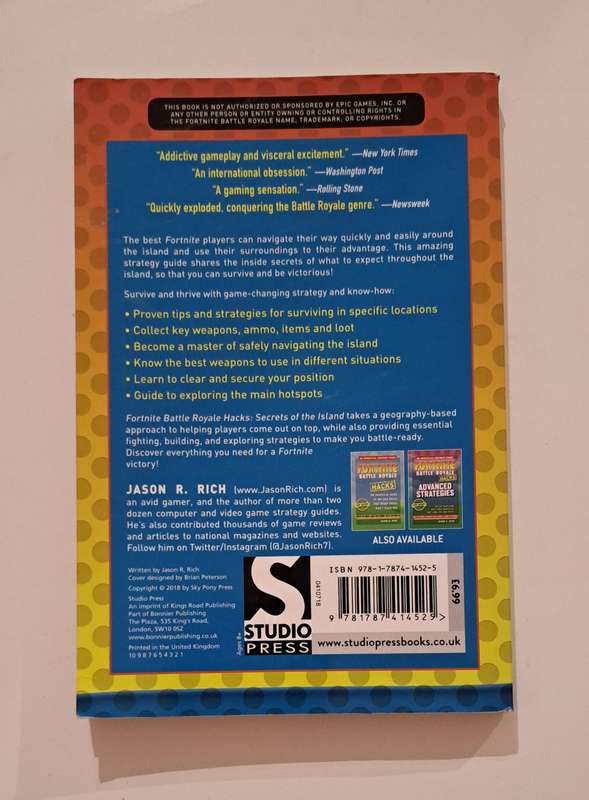 THIS BOOK IS NOT AUTHORIZED OR SPONSORED BY EPIC GAMES, INC. OR
ANY OTHER PERSON OR ENTITY OWNING OR CONTROLLING RIGHTS IN
THE FORTNITE BATTLE ROYALE NAME, TRADEMARK, OR COPYRIGHTS.
“Addictive gameplay and visceral excitement.” —New York Times
“An international obsession.” —Washington Post
“A gaming sensation.” —Rolling Stone
“Quickly exploded, conquering the Battle Royale genre.” —Newsweek
The best Fortnite players can navigate their way quickly and easily around
the island and use their surroundings to their advantage. This amazing
strategy guide shares the inside secrets of what to expect throughout the
island, so that you can survive and be victorious!
Survive and thrive with game-changing strategy and know-how:
• Proven tips and strategies for surviving in specific locations
• Collect key weapons, ammo, items and loot
• Become a master of safely navigating the island
• Know the best weapons to use in different situations
• Learn to clear and secure your position
• Guide to exploring the main hotspots
Fortnite Battle Royale Hacks: Secrets of the Island takes a geography-based
approach to helping players come out on top, while also providing essential
fighting, building, and exploring strategies to make you battle-ready.
Discover everything you need for a Fortnite
victory!
JASON R. RICH (www.JasonRich.com) is
an avid gamer, and the author of more than two
dozen computer and video game strategy guides.
He's also contributed thousands of game reviews
and articles to national magazines and websites.
Follow him on Twitter/Instagram (@JasonRich7).
FORTNITE
BATTLE ROYALE
HACKS
FORTNITE
BATTLE ROYALE
HACKS
ADVANCED
STRATEGIES
ALSO AVAILABLE
Written by Jason R. Rich
Cover designed by Brian Peterson
Copyright © 2018 by Sky Pony Press
Studio Press
An imprint of Kings Road Publishing
Part of Bonnier Publishing
The Plaza, 535 King's Road,
London, SW10 0SZ
www.bonnierpublishing.co.uk
Printed in the United Kingdom
10 9 8 7 6 5 4 3 2 1
Ages 8+
S
STUDIO
PRESS
0410718
ISBN 978-1-7874-1452-5
9 781787 414525 >
£6.99
www.studiopressbooks.co.uk